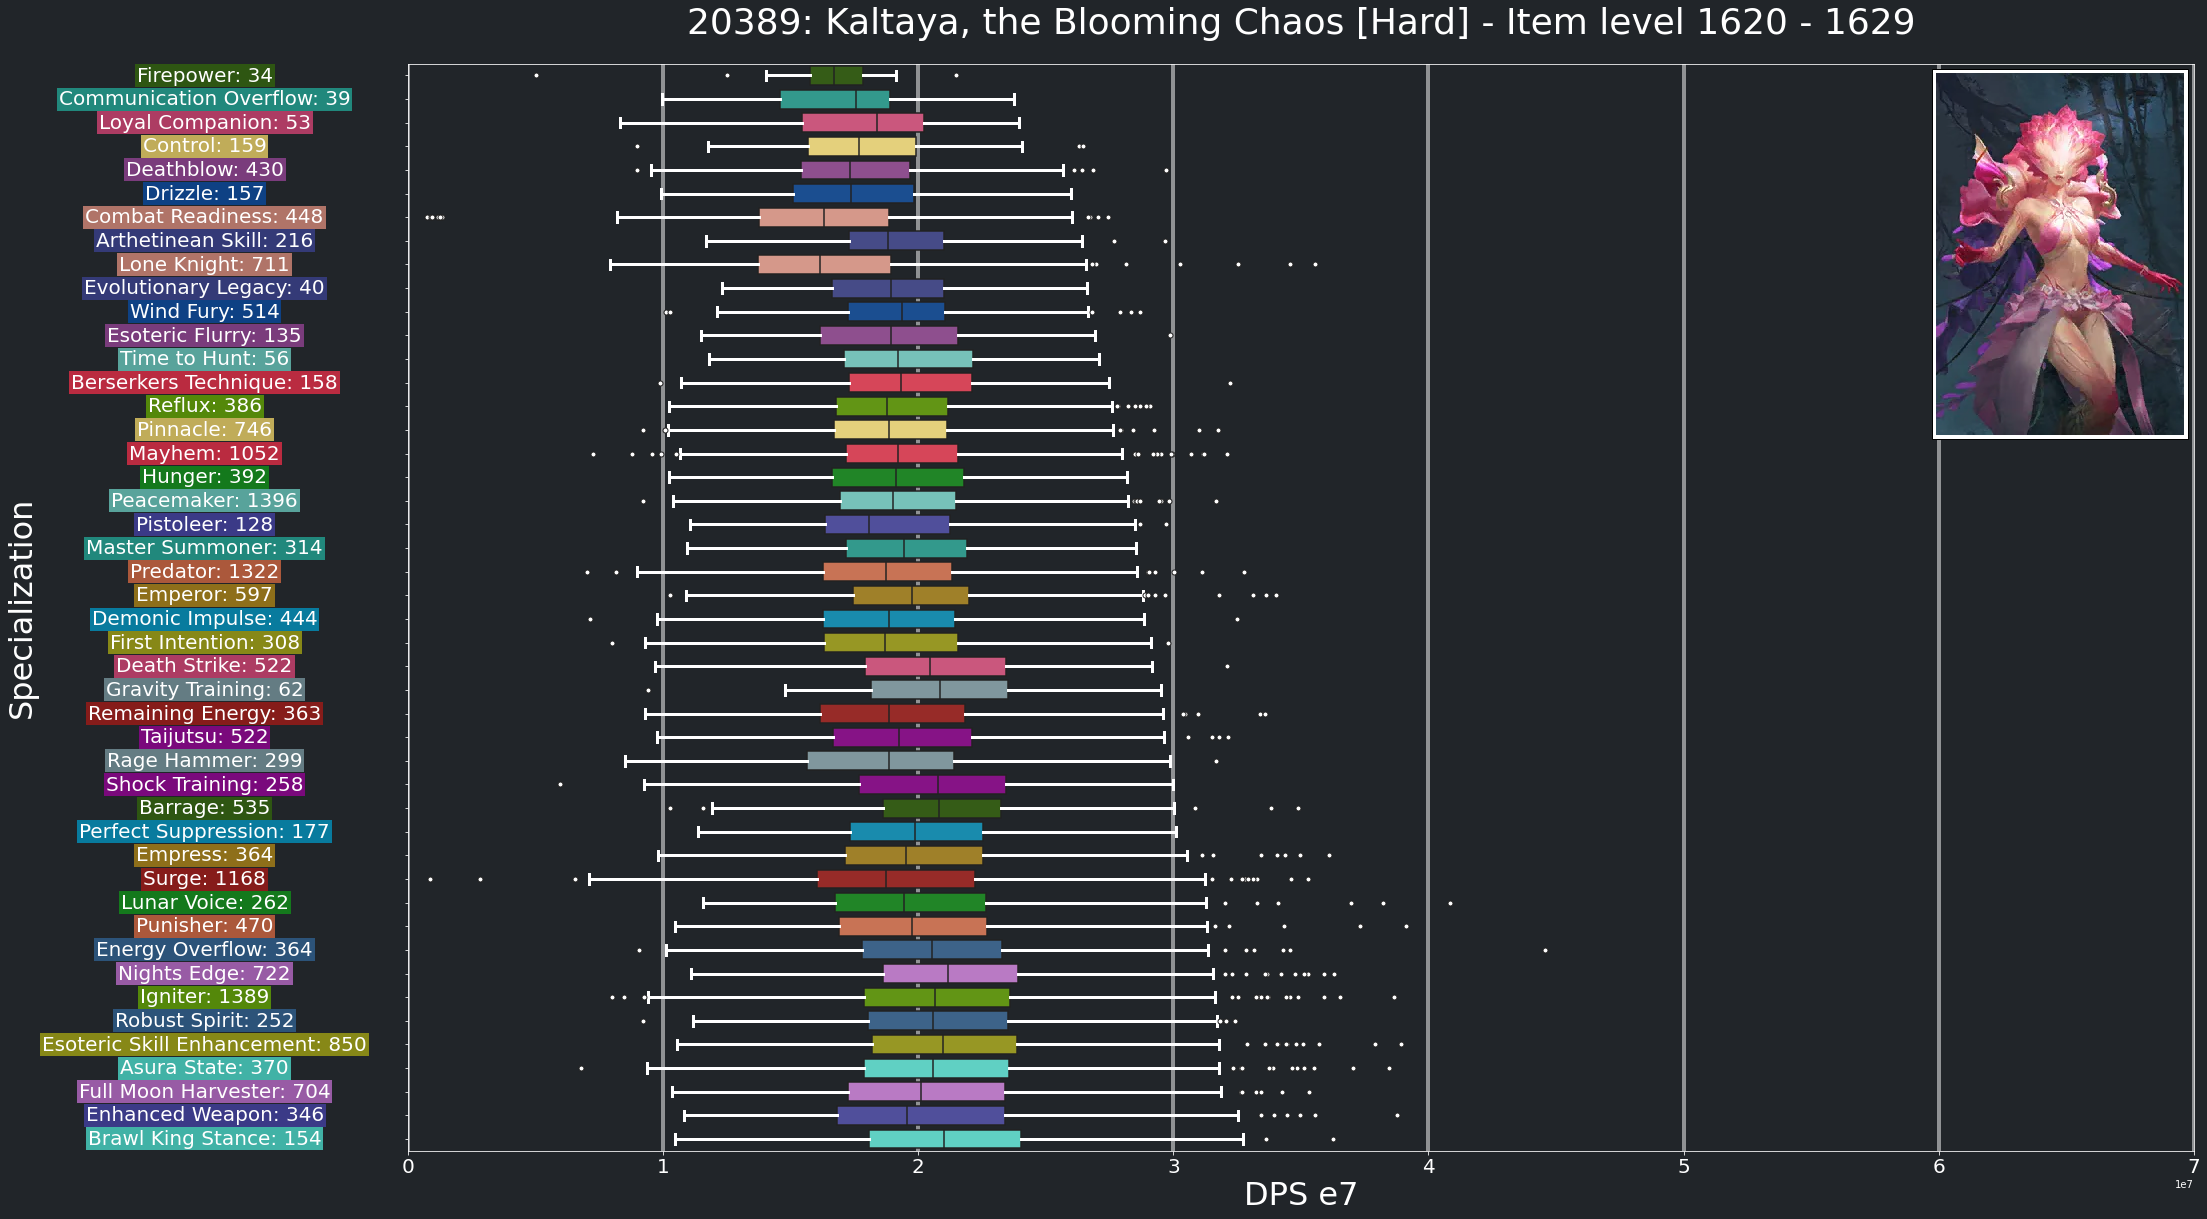 20389: Kaltaya, the Blooming Chaos [Hard] - Item level 1620 - 1629
Specialization
Firepower: 34
Communication Overflow: 39
Loyal Companion: 53
Control: 159
Deathblow: 430
Drizzle: 157
Combat Readiness: 448
Arthetinean Skill: 216
Lone Knight: 711
Evolutionary Legacy: 40
Wind Fury: 514
Esoteric Flurry: 135
Time to Hunt: 56
Berserkers Technique: 158
Reflux: 386
Pinnacle: 746
Mayhem: 1052
Hunger: 392
Peacemaker: 1396
Pistoleer: 128
Master Summoner: 314
Predator: 1322
Emperor: 597
Demonic Impulse: 444
First Intention: 308
Death Strike: 522
Gravity Training: 62
Remaining Energy: 363
Taijutsu: 522
Rage Hammer: 299
Shock Training: 258
Barrage: 535
Perfect Suppression: 177
Empress: 364
Surge: 1168
Lunar Voice: 262
Punisher: 470
Energy Overflow: 364
Nights Edge: 722
Igniter: 1389
Robust Spirit: 252
Esoteric Skill Enhancement: 850
Asura State: 370
Full Moon Harvester: 704
Enhanced Weapon: 346
Brawl King Stance: 154
0 1 2 3 4 5 6 7
DPS e7
1e7